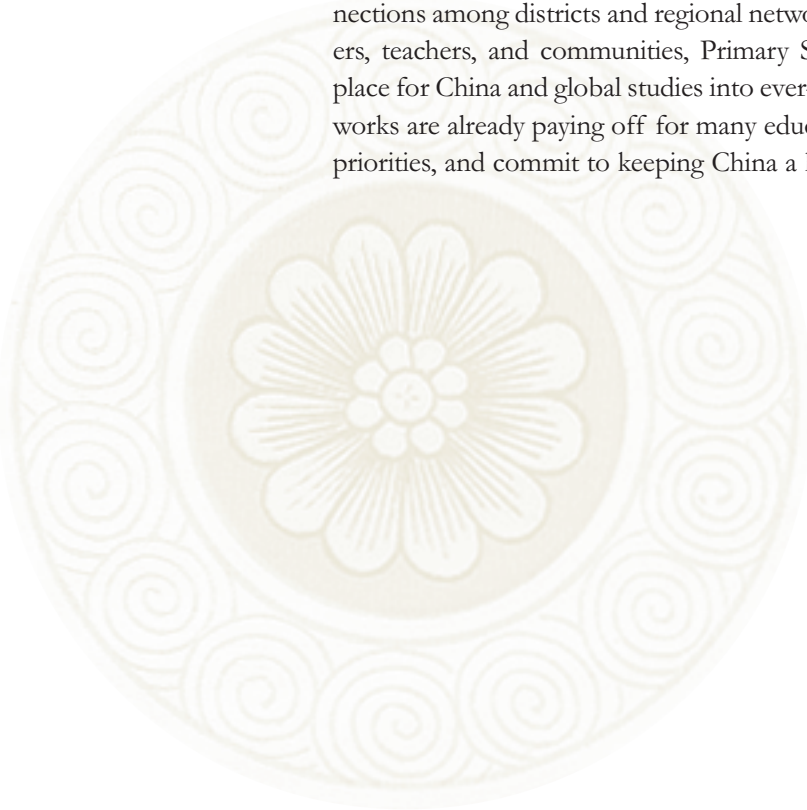 nections among districts and regional netwo
ers, teachers, and communities, Primary S
place for China and global studies into ever-
works are already paying off for many educ
priorities, and commit to keeping China a